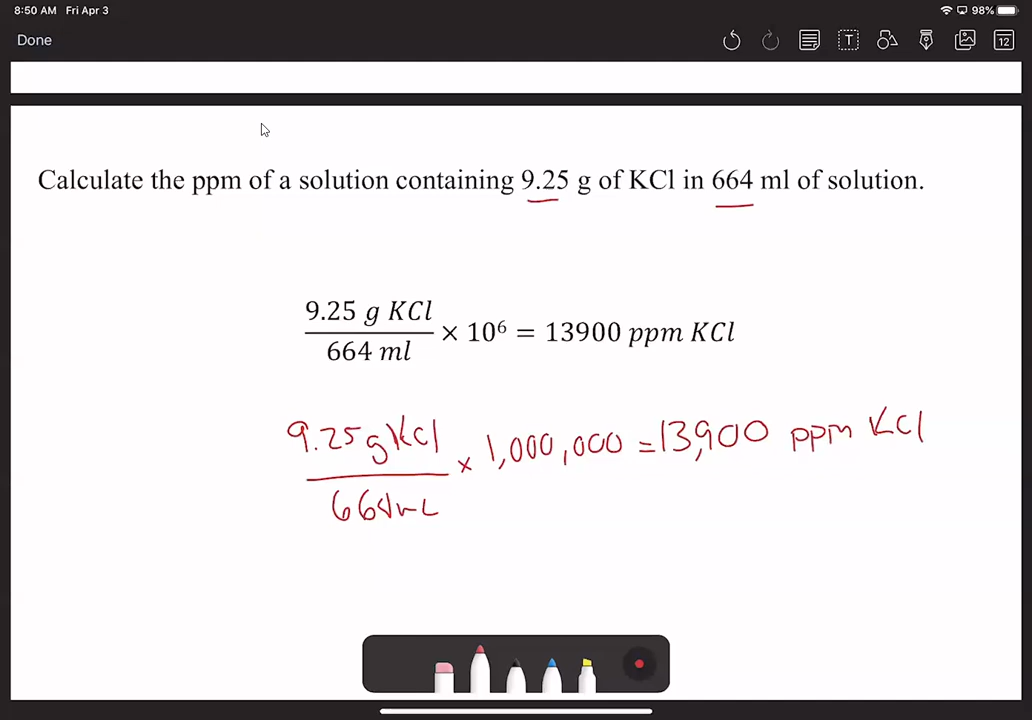 8:50 AM Fri Apr 3
98%
Done
T
12
Calculate the ppm of a solution containing 9.25 g of KCl in 664 ml of solution.
9.25 g KCl
664 ml
× 10⁶ = 13900 ppm KCl
9.25 g KCl
664 mL
× 1,000,000 = 13,900 ppm KCl